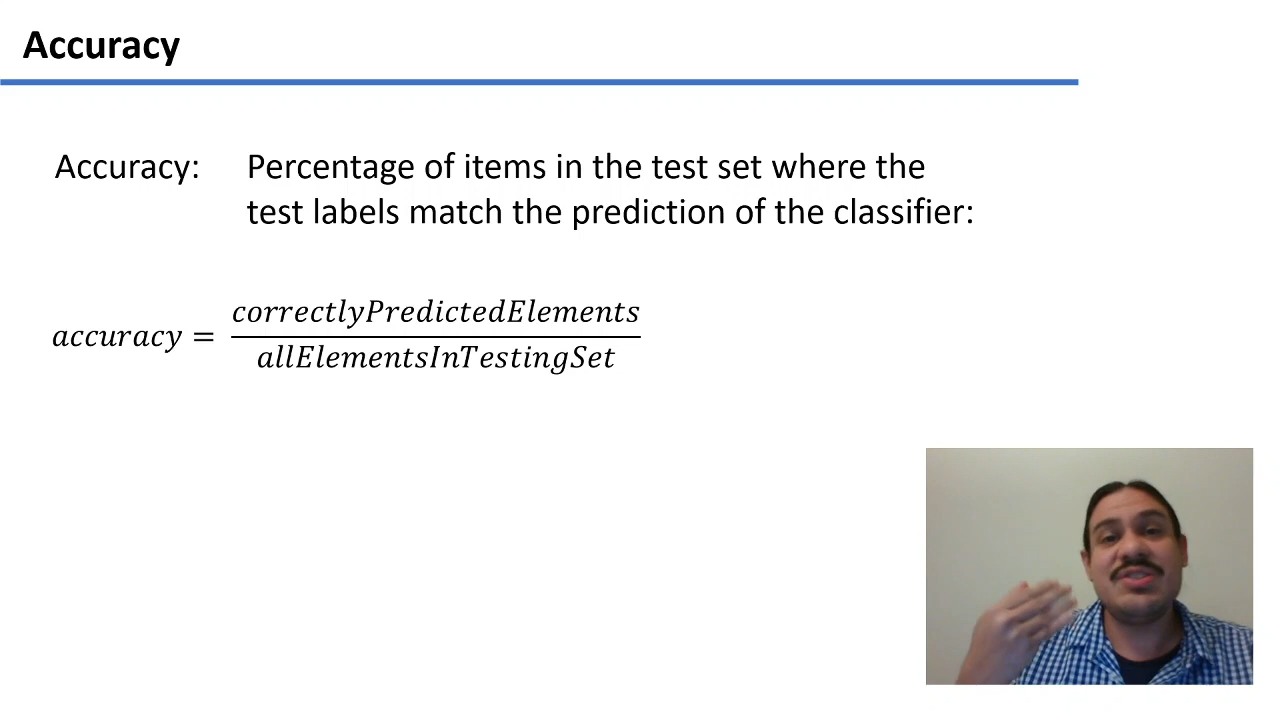 Accuracy
Accuracy: Percentage of items in the test set where the
test labels match the prediction of the classifier:
accuracy = correctlyPredictedElements
allElementsInTestingSet